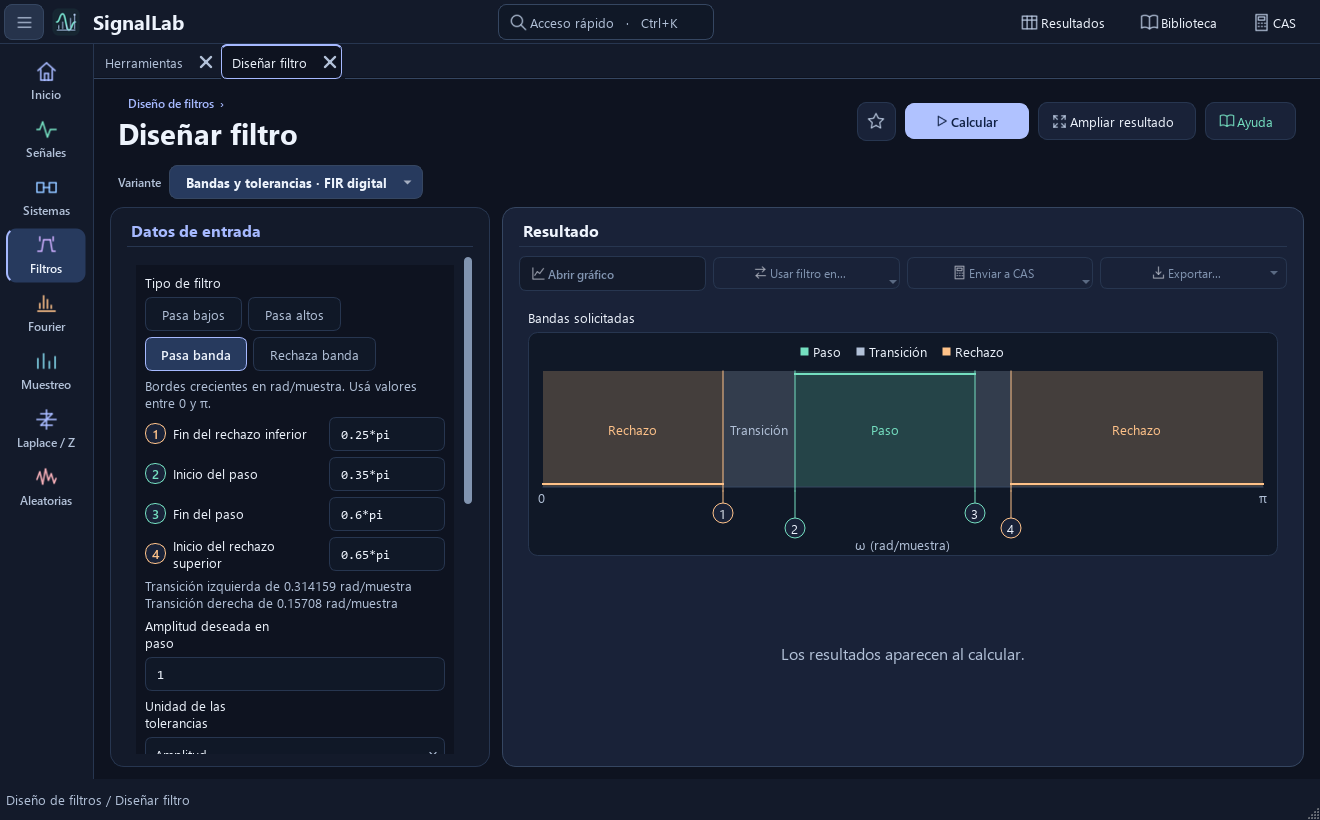 SignalLab
Acceso rápido · Ctrl+K
Resultados
Biblioteca
CAS
Herramientas
Diseñar filtro
Inicio
Señales
Sistemas
Filtros
Fourier
Muestreo
Laplace / Z
Aleatorias
Diseño de filtros ›
Diseñar filtro
Calcular
Ampliar resultado
Ayuda
Variante
Bandas y tolerancias · FIR digital
Datos de entrada
Tipo de filtro
Pasa bajos
Pasa altos
Pasa banda
Rechaza banda
Bordes crecientes en rad/muestra. Usá valores
entre 0 y π.
1 Fin del rechazo inferior 0.25*pi
2 Inicio del paso 0.35*pi
3 Fin del paso 0.6*pi
4 Inicio del rechazo
superior 0.65*pi
Transición izquierda de 0.314159 rad/muestra
Transición derecha de 0.15708 rad/muestra
Amplitud deseada en
paso
1
Unidad de las
tolerancias
Amplitud
Resultado
Abrir gráfico
Usar filtro en...
Enviar a CAS
Exportar...
Bandas solicitadas
Paso Transición Rechazo
Rechazo Transición Paso Rechazo
0 π
1 2 3 4
ω (rad/muestra)
Los resultados aparecen al calcular.
Diseño de filtros / Diseñar filtro